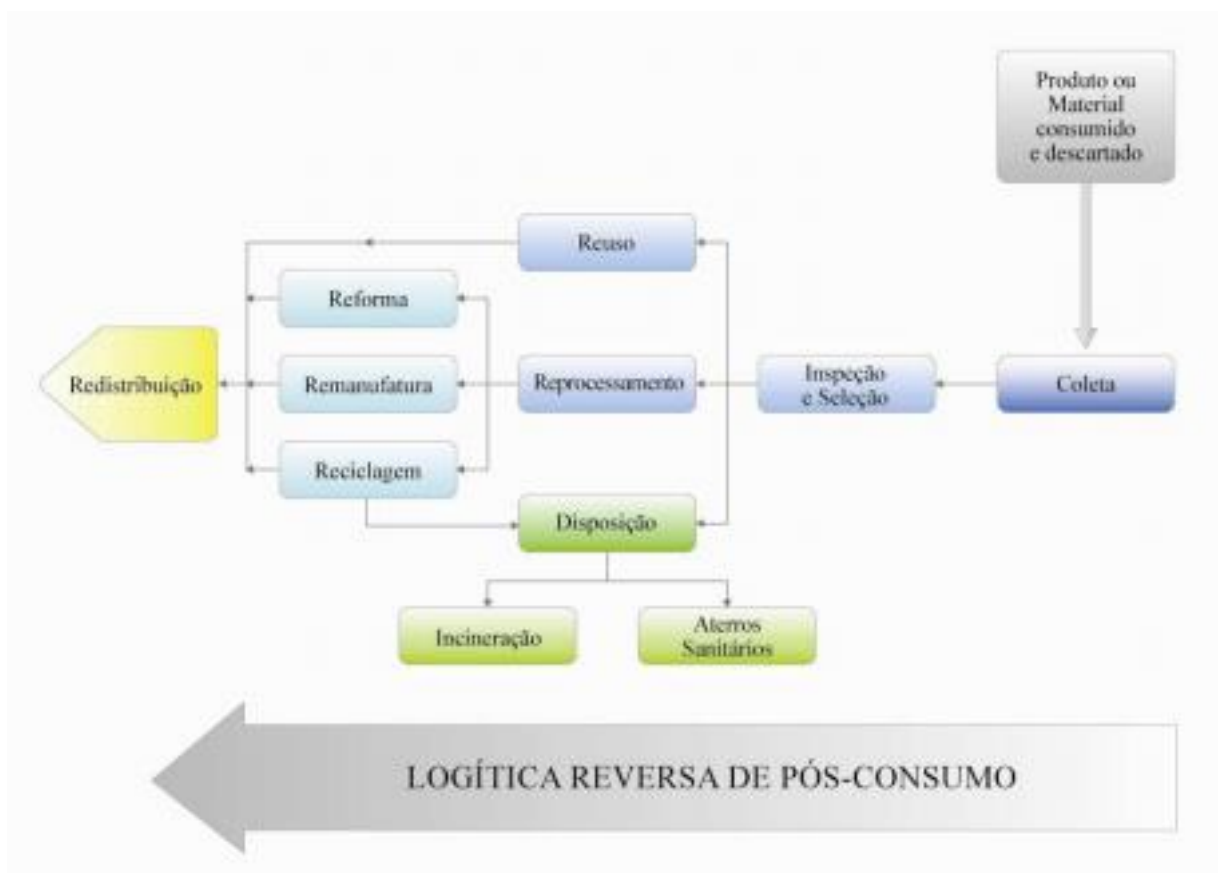 Produto ou
Material
consumido
e descartado
Reuso
Reforma
Redistribuição
Remanufatura
Reprocessamento
Inspeção
e Seleção
Coleta
Reciclagem
Disposição
Incineração
Aterros
Sanitários
LOGÍTICA REVERSA DE PÓS-CONSUMO